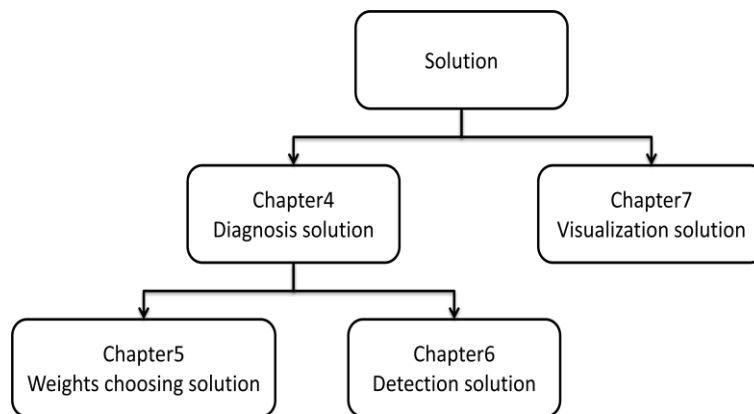 Solution
Chapter4
Diagnosis solution
Chapter7
Visualization solution
Chapter5
Weights choosing solution
Chapter6
Detection solution